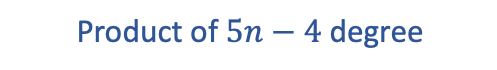 Product of 5n − 4 degree